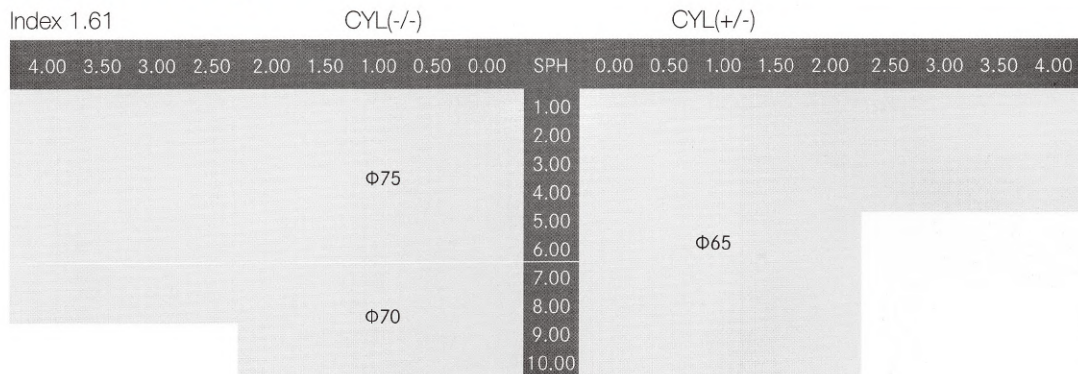 Index 1.61 CYL(-/-) CYL(+/-)
4.00 3.50 3.00 2.50 2.00 1.50 1.00 0.50 0.00 SPH 0.00 0.50 1.00 1.50 2.00 2.50 3.00 3.50 4.00
1.00
2.00
3.00
Φ75
4.00
5.00
Φ65
6.00
7.00
8.00
Φ70
9.00
10.00